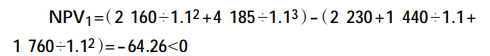 NPV₁=(2 160÷1.1²+4 185÷1.1³)-(2 230+1 440÷1.1+
1 760÷1.1²)=-64.26<0